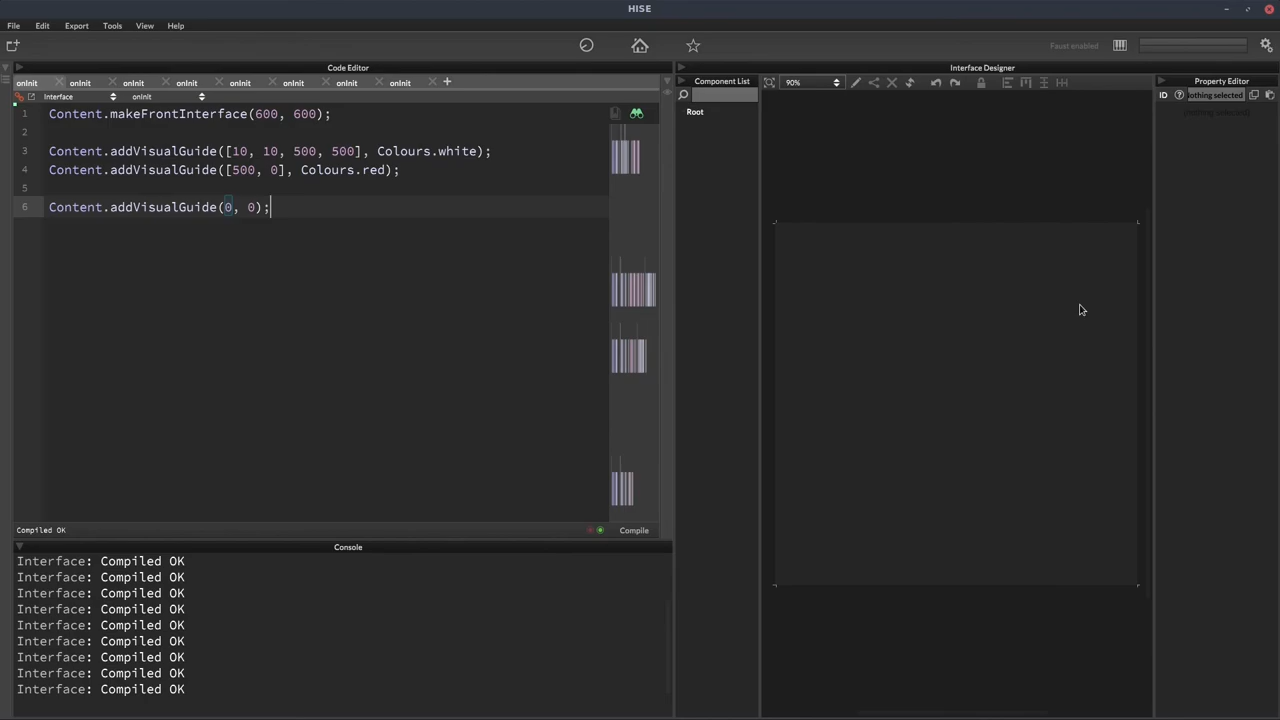 HISE
File Edit Export Tools View Help
Faust enabled
Code Editor
Interface Designer
onInit onInit onInit onInit onInit onInit onInit onInit
Component List
90%
Property Editor
Interface onInit
ID nothing selected
Root
(nothing selected)
1 Content.makeFrontInterface(600, 600);
2
3 Content.addVisualGuide([10, 10, 500, 500], Colours.white);
4 Content.addVisualGuide([500, 0], Colours.red);
5
6 Content.addVisualGuide(0, 0);
Compiled OK
Compile
Console
Interface: Compiled OK
Interface: Compiled OK
Interface: Compiled OK
Interface: Compiled OK
Interface: Compiled OK
Interface: Compiled OK
Interface: Compiled OK
Interface: Compiled OK
Interface: Compiled OK